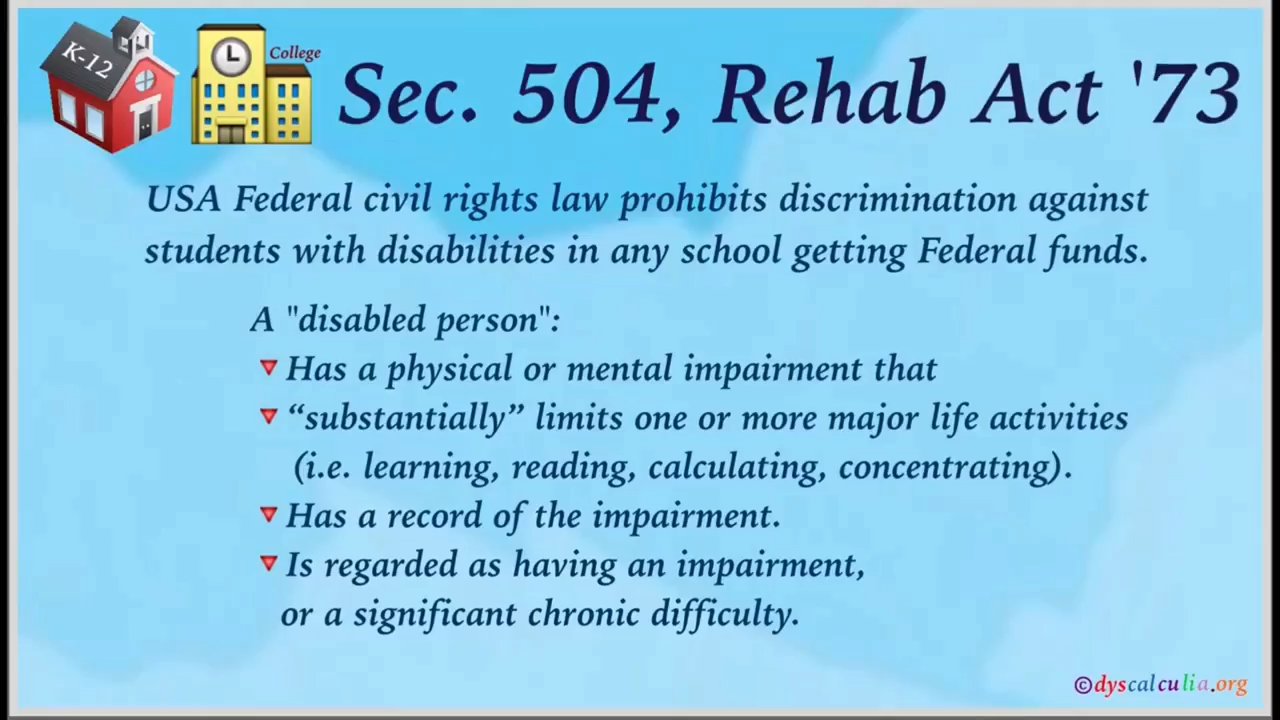 K-12
College
Sec. 504, Rehab Act '73
USA Federal civil rights law prohibits discrimination against
students with disabilities in any school getting Federal funds.
A "disabled person":
Has a physical or mental impairment that
“substantially” limits one or more major life activities
(i.e. learning, reading, calculating, concentrating).
Has a record of the impairment.
Is regarded as having an impairment,
or a significant chronic difficulty.
©dyscalculia.org